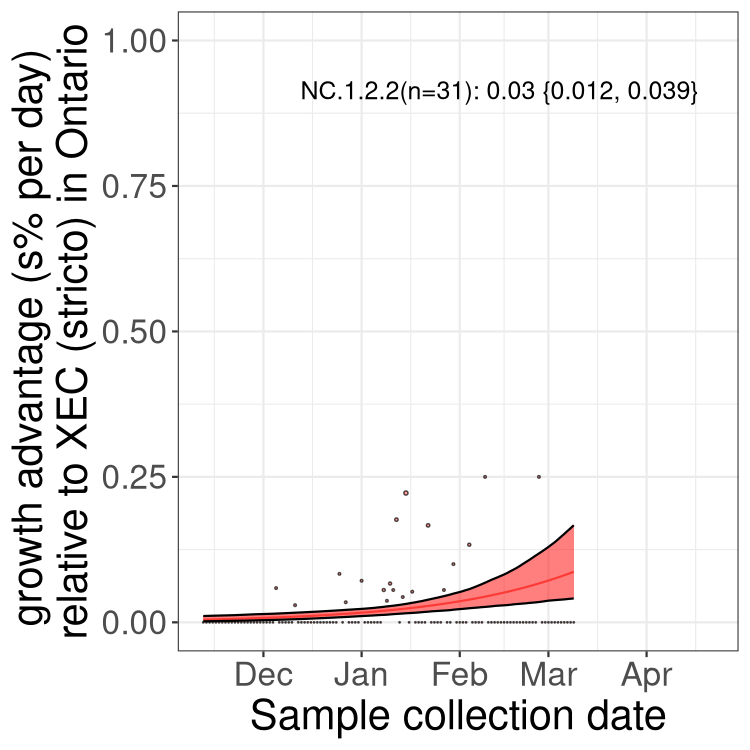 growth advantage (s% per day)
relative to XEC (stricto) in Ontario
1.00
0.75
0.50
0.25
0.00
NC.1.2.2(n=31): 0.03 {0.012, 0.039}
Dec Jan Feb Mar Apr
Sample collection date